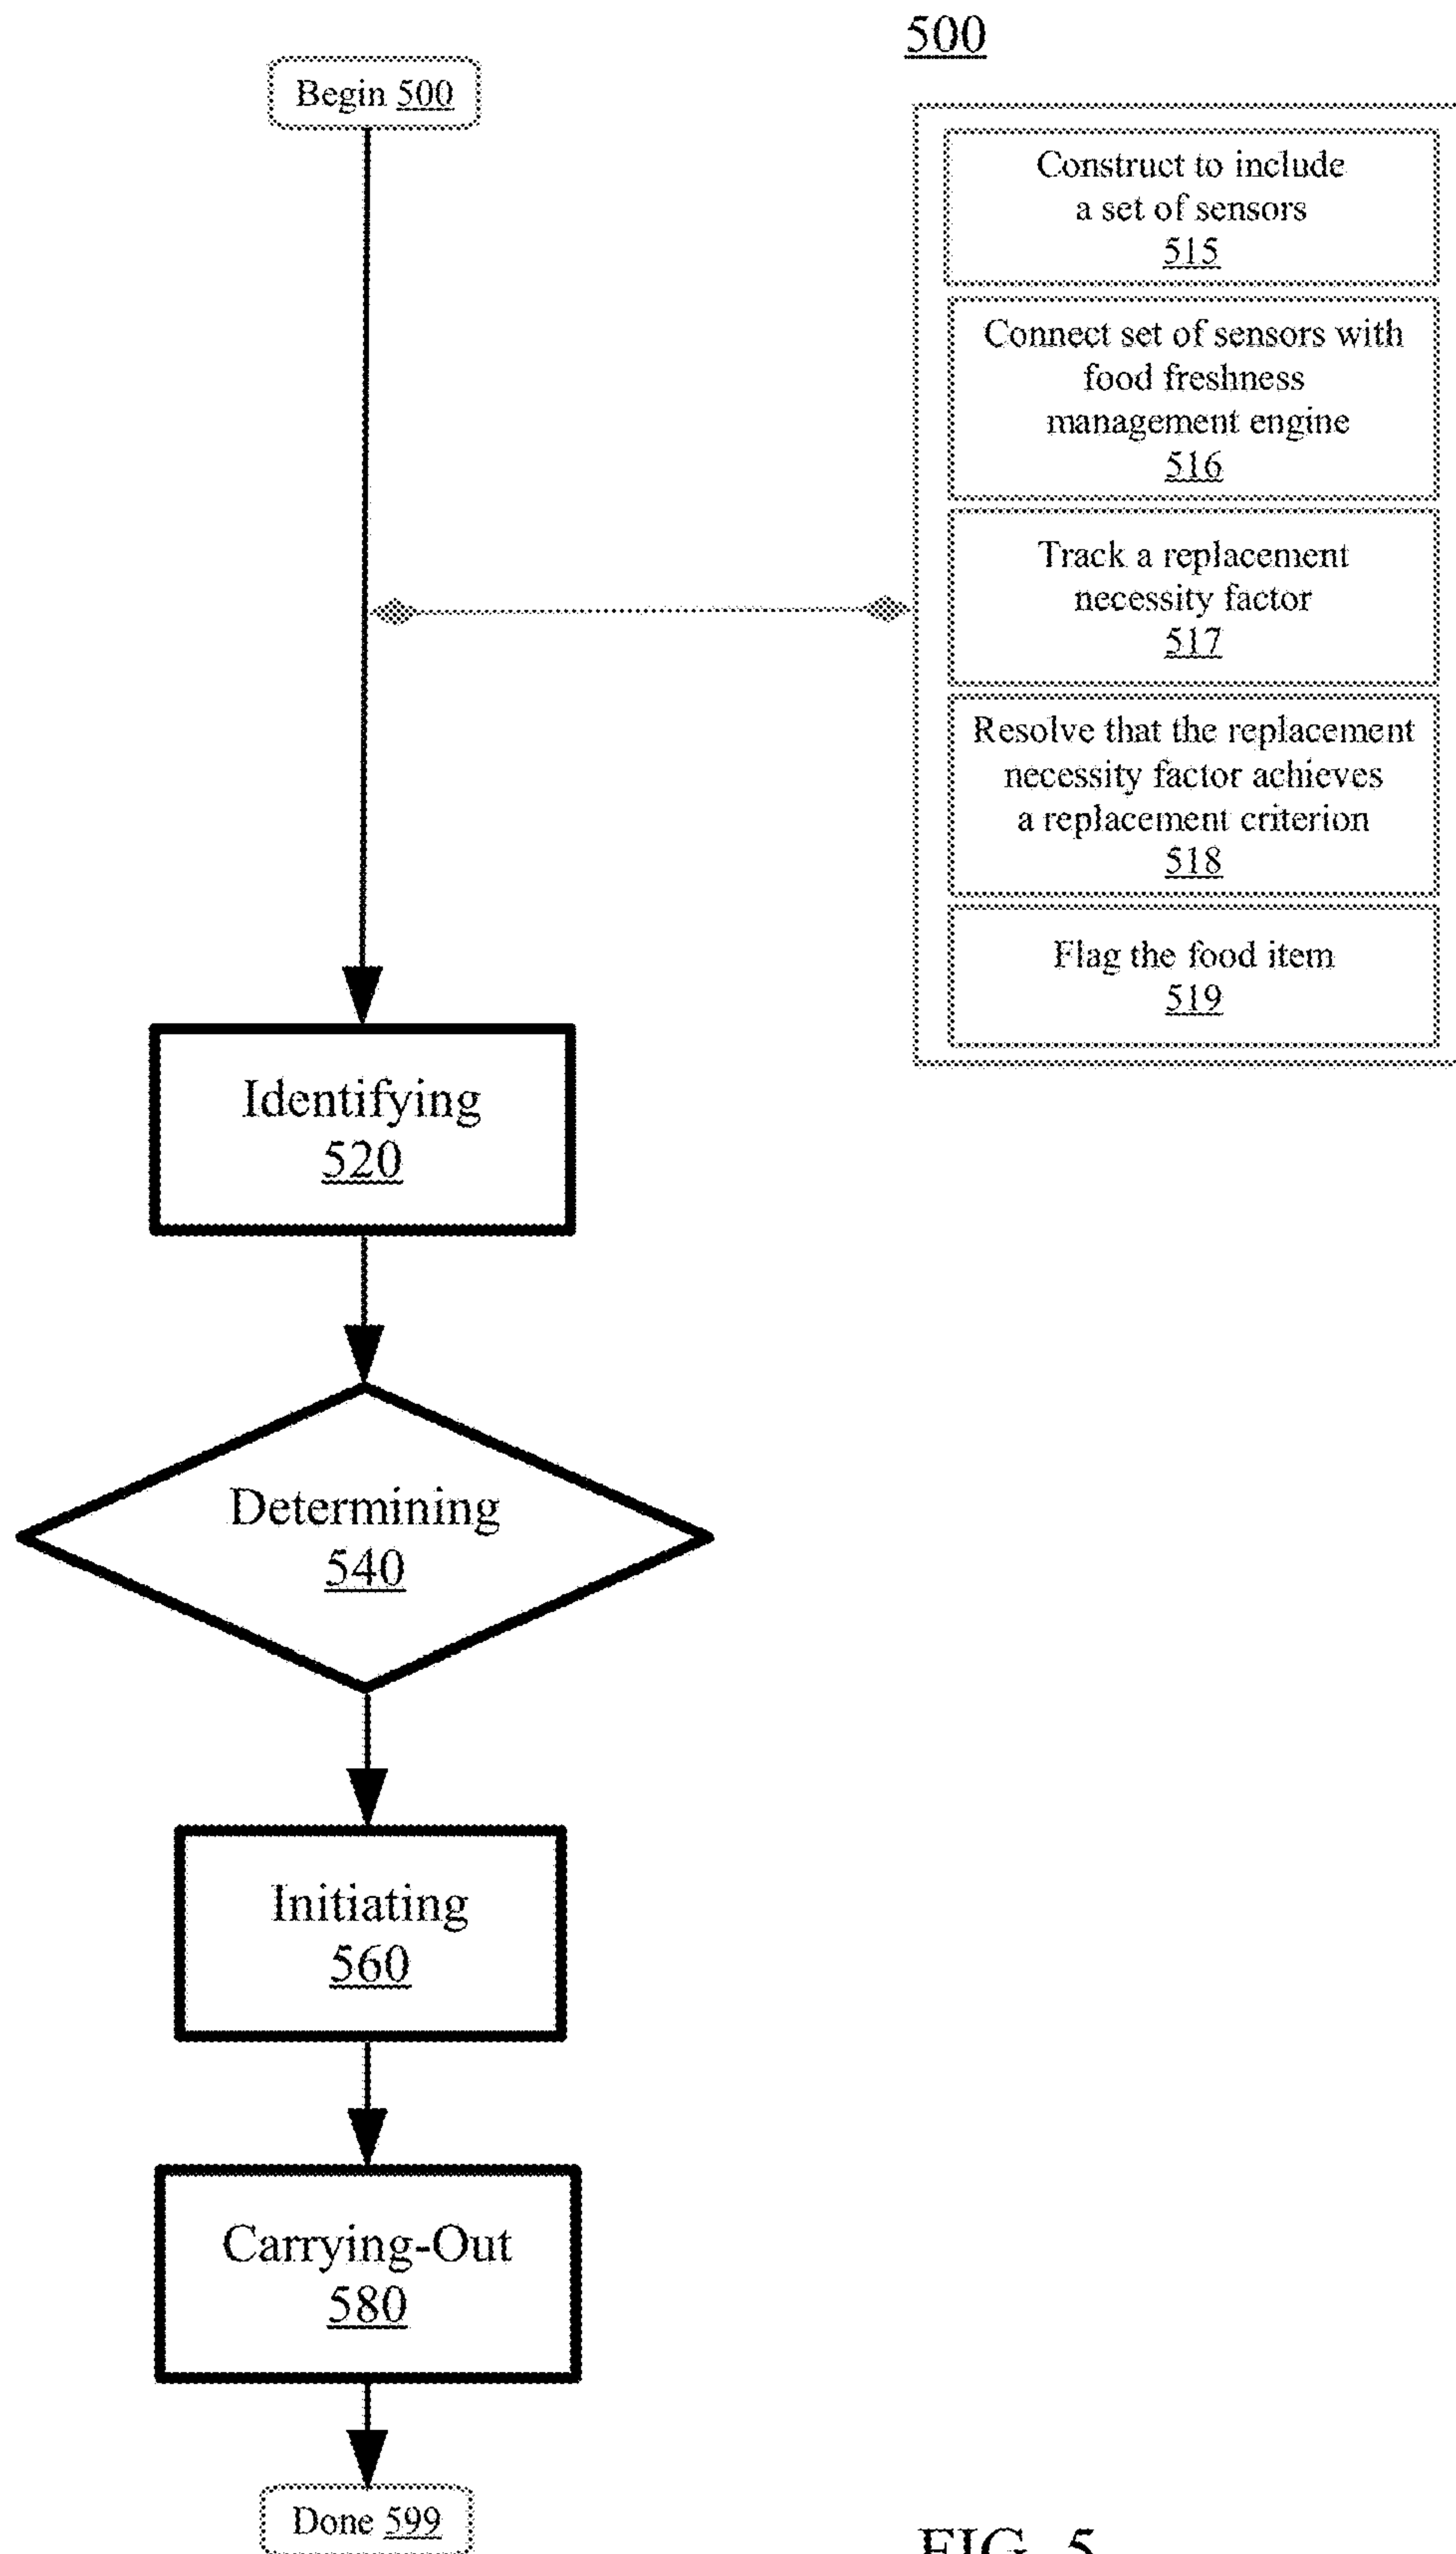 500
Begin 500
Construct to include
a set of sensors
515
Connect set of sensors with
food freshness
management engine
516
Track a replacement
necessity factor
517
Resolve that the replacement
necessity factor achieves
a replacement criterion
518
Flag the food item
519
Identifying
520
Determining
540
Initiating
560
Carrying-Out
580
Done 599
FIG. 5